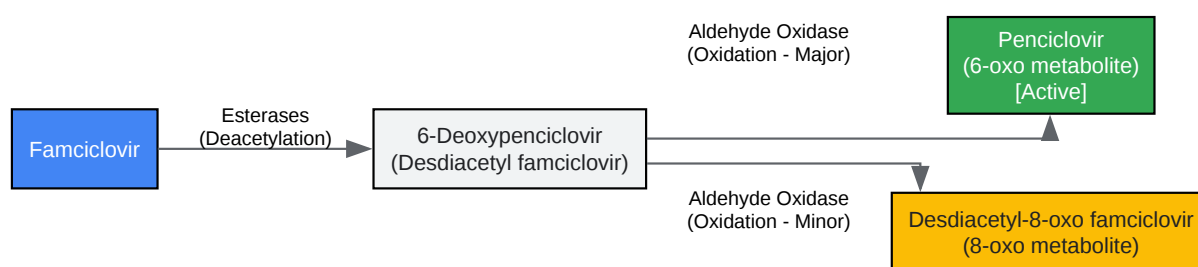 Famciclovir
Esterases
(Deacetylation)
6-Deoxypenciclovir
(Desdiacetyl famciclovir)
Aldehyde Oxidase
(Oxidation - Major)
Penciclovir
(6-oxo metabolite)
[Active]
Aldehyde Oxidase
(Oxidation - Minor)
Desdiacetyl-8-oxo famciclovir
(8-oxo metabolite)